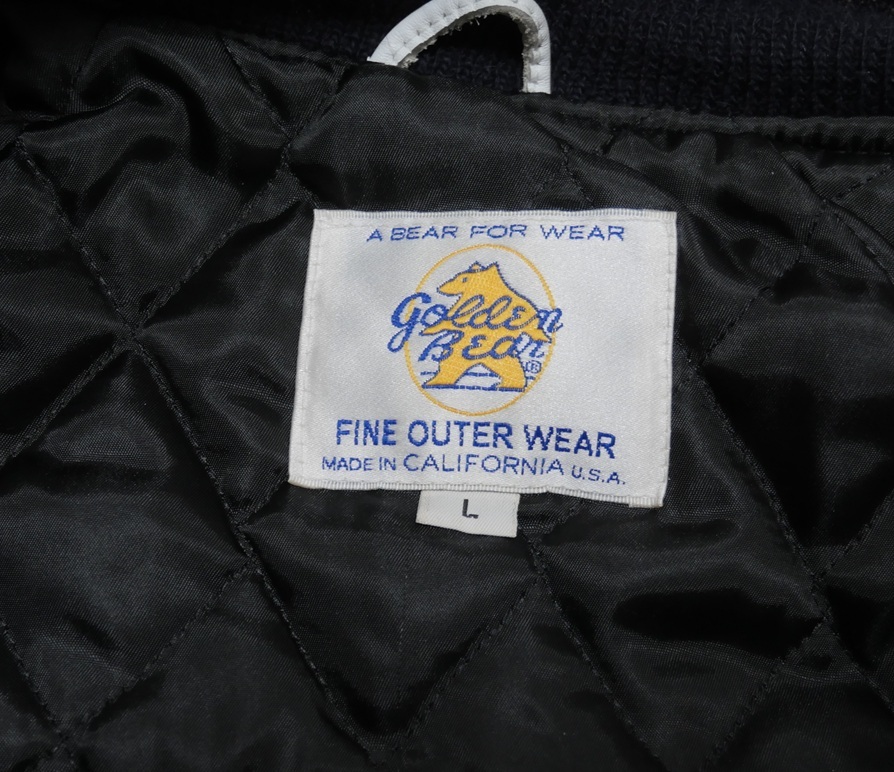 A BEAR FOR WEAR
Golden
Bear ®
FINE OUTER WEAR
MADE IN CALIFORNIA U.S.A.
L